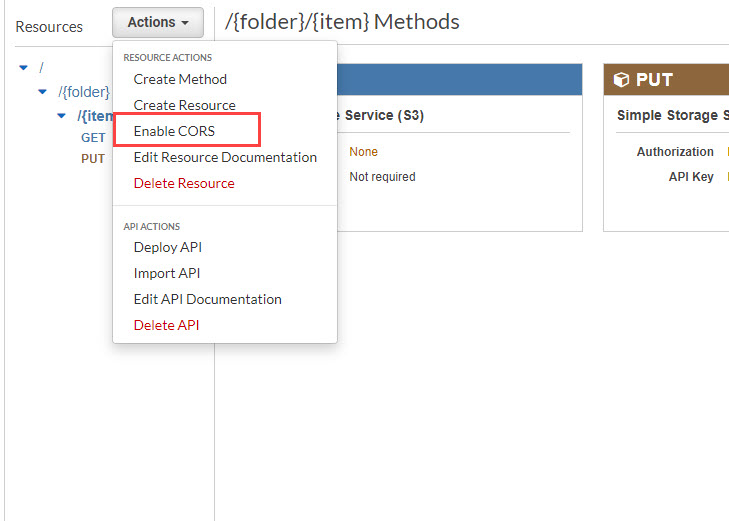 Resources
Actions
/{folder}/{item} Methods
/
/{folder}
/{item
GET
PUT
RESOURCE ACTIONS
Create Method
Create Resource
Enable CORS
Edit Resource Documentation
Delete Resource
API ACTIONS
Deploy API
Import API
Edit API Documentation
Delete API
Service (S3)
None
Not required
PUT
Simple Storage S
Authorization
API Key